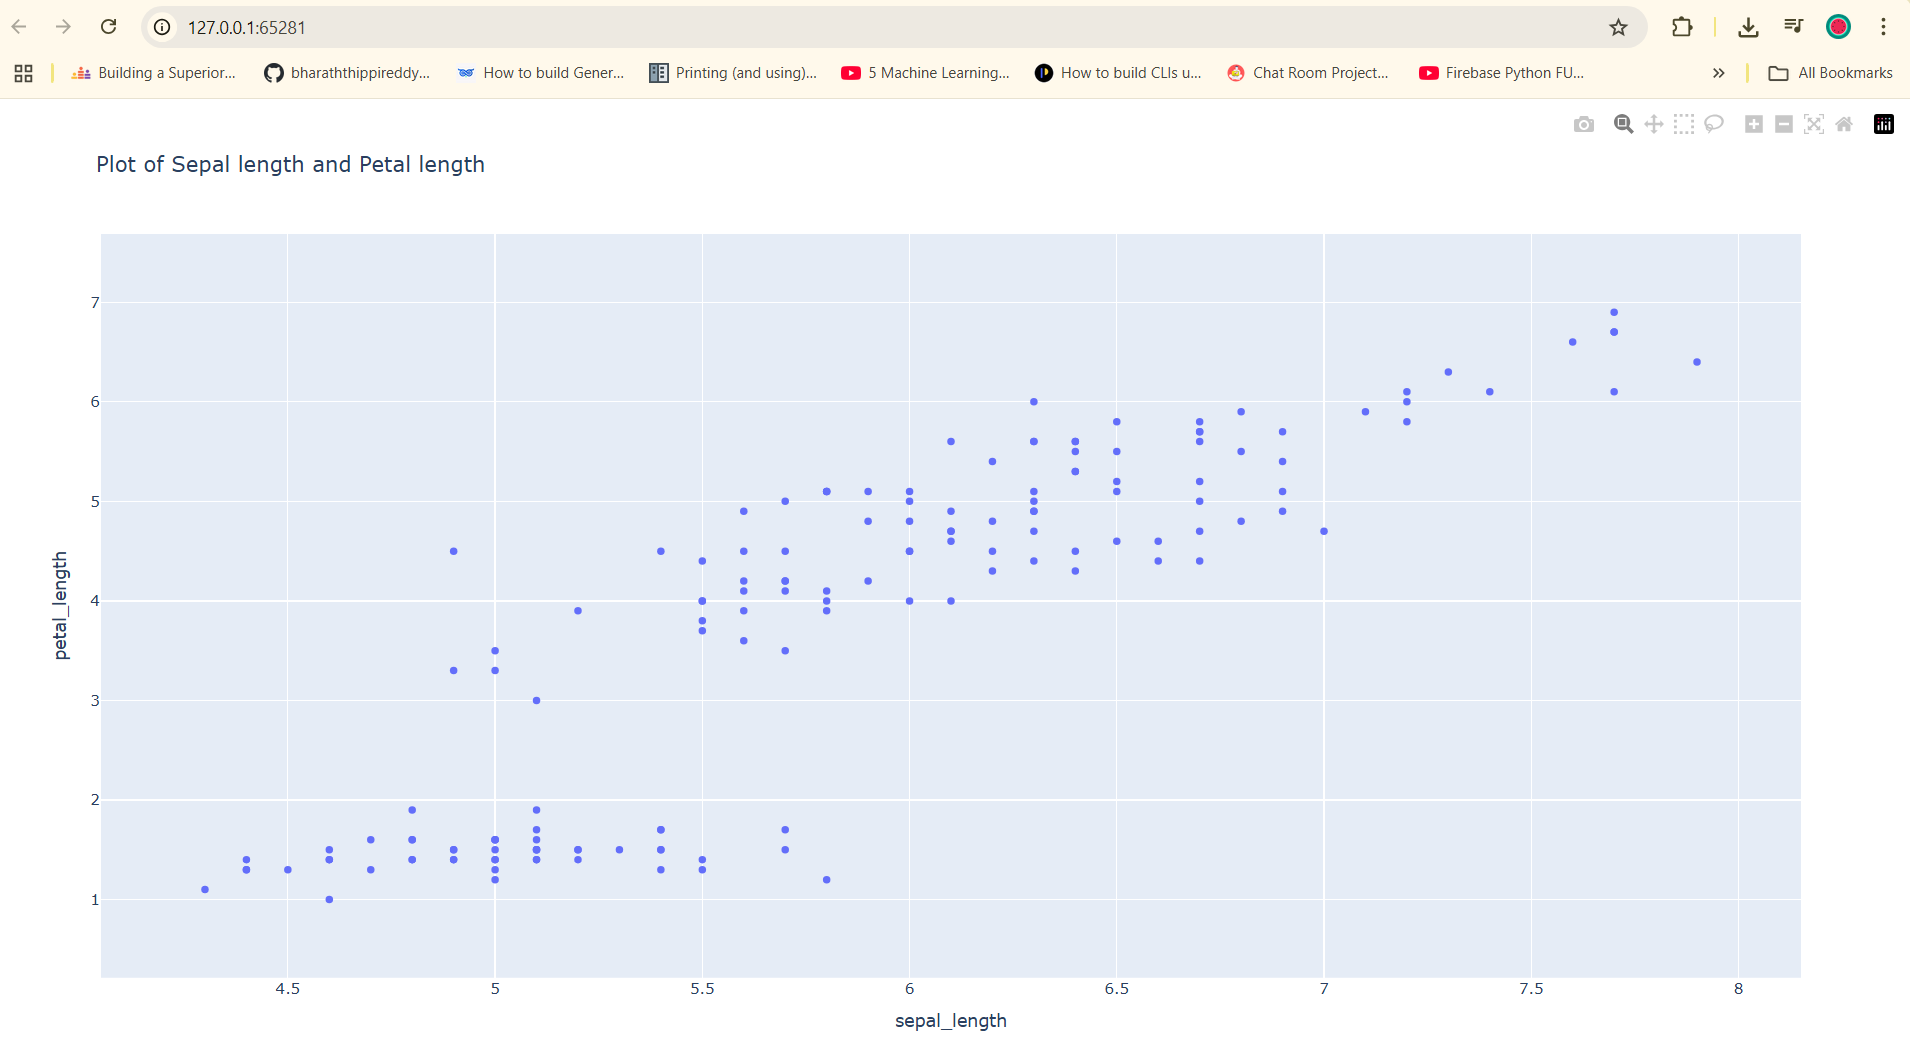 127.0.0.1:65281
Building a Superior... bharaththippireddy... How to build Gener... Printing (and using)... 5 Machine Learning... How to build CLIs u... Chat Room Project... Firebase Python FU... » All Bookmarks
Plot of Sepal length and Petal length
7
6
5
4
3
2
1
petal_length
4.5 5 5.5 6 6.5 7 7.5 8
sepal_length